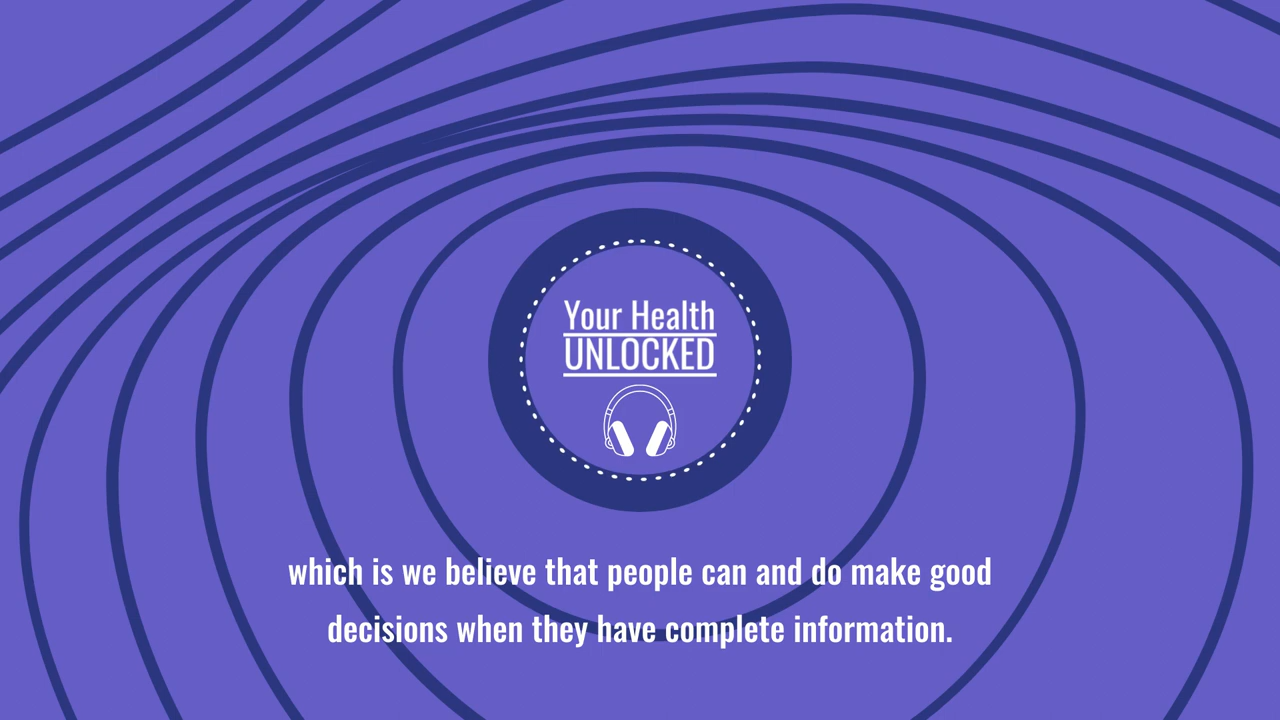 Your Health
UNLOCKED
which is we believe that people can and do make good
decisions when they have complete information.